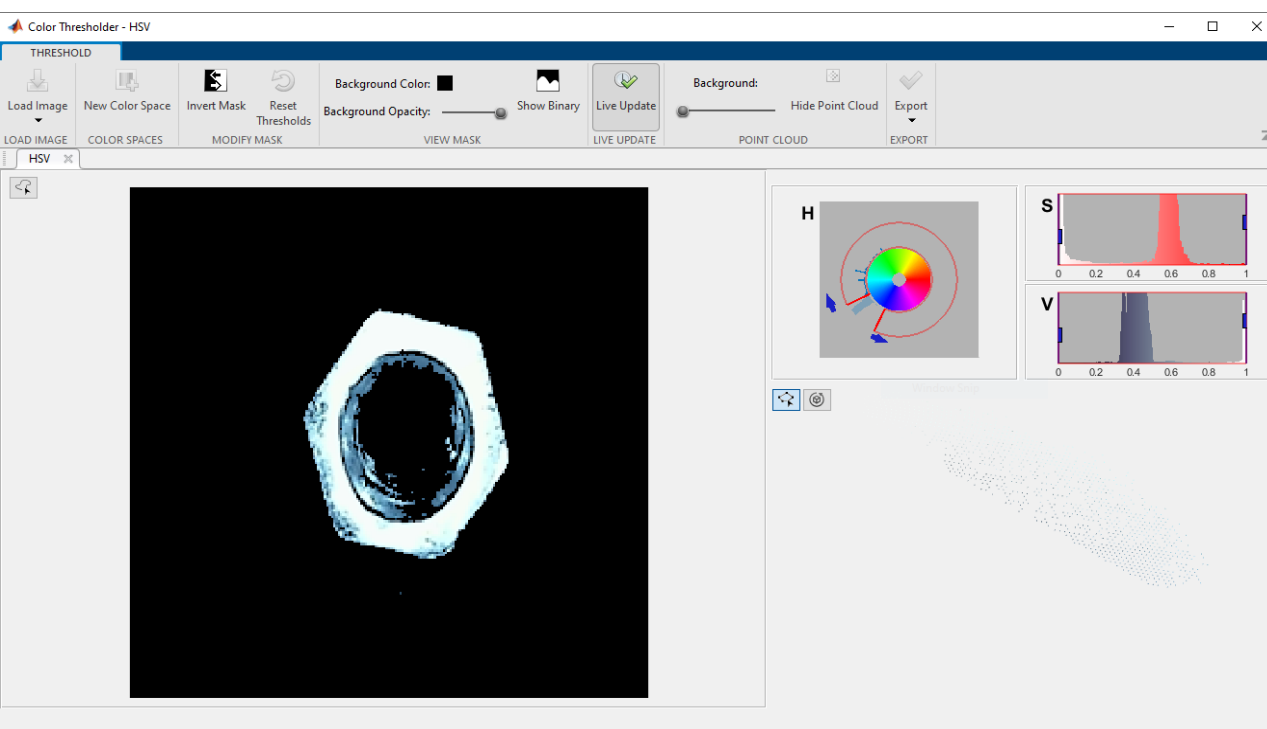 Color Thresholder - HSV
THRESHOLD
Load Image
New Color Space
Invert Mask
Reset
Thresholds
Background Color:
Background Opacity:
Show Binary
Live Update
Background:
Hide Point Cloud
Export
LOAD IMAGE
COLOR SPACES
MODIFY MASK
VIEW MASK
LIVE UPDATE
POINT CLOUD
EXPORT
HSV
H
S
0 0.2 0.4 0.6 0.8 1
V
0 0.2 0.4 0.6 0.8 1